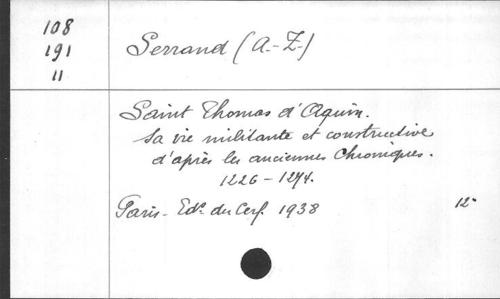 108
191
11
Serrand (A.-Z.)
Saint Thomas d'Aquin.
Sa vie militante et constructive
d'après les anciennes Chroniques.
1226-1274.
Paris - Edᵒ. du Cerf. 1938
12°